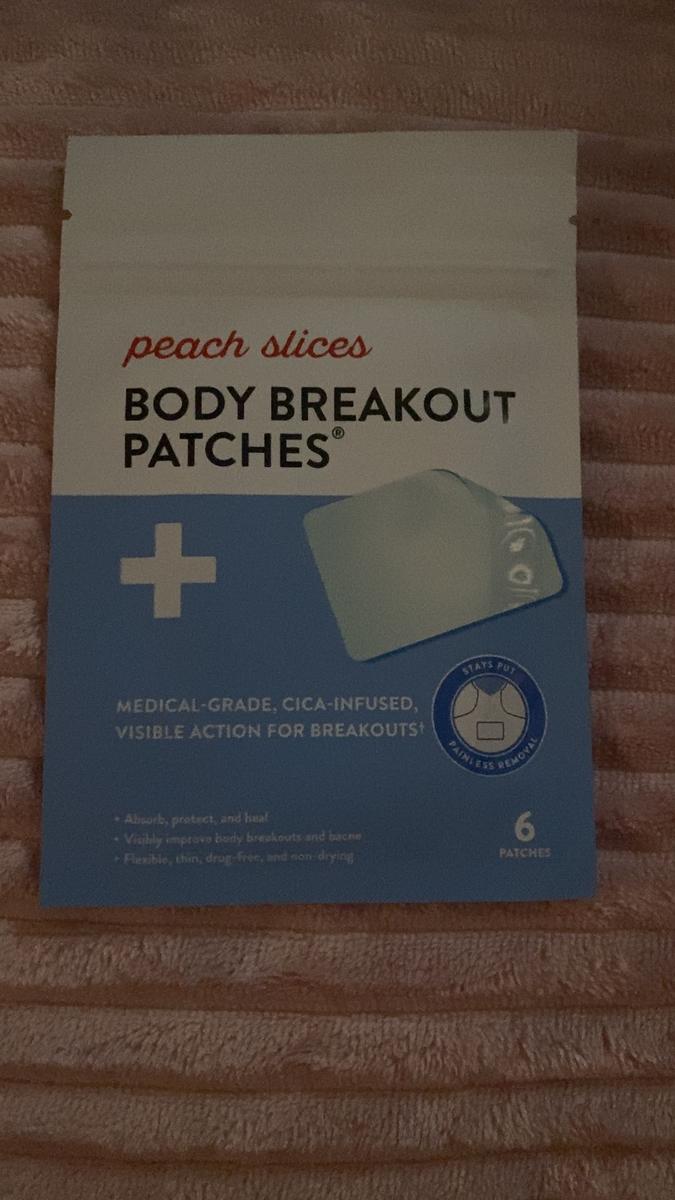 peach slices
BODY BREAKOUT
PATCHES®
MEDICAL-GRADE, CICA-INFUSED,
VISIBLE ACTION FOR BREAKOUTS†
STAYS PUT
PAINLESS REMOVAL
• Absorb, protect, and heal
• Visibly improve body breakouts and bacne
• Flexible, thin, drug-free, and non-drying
6
PATCHES